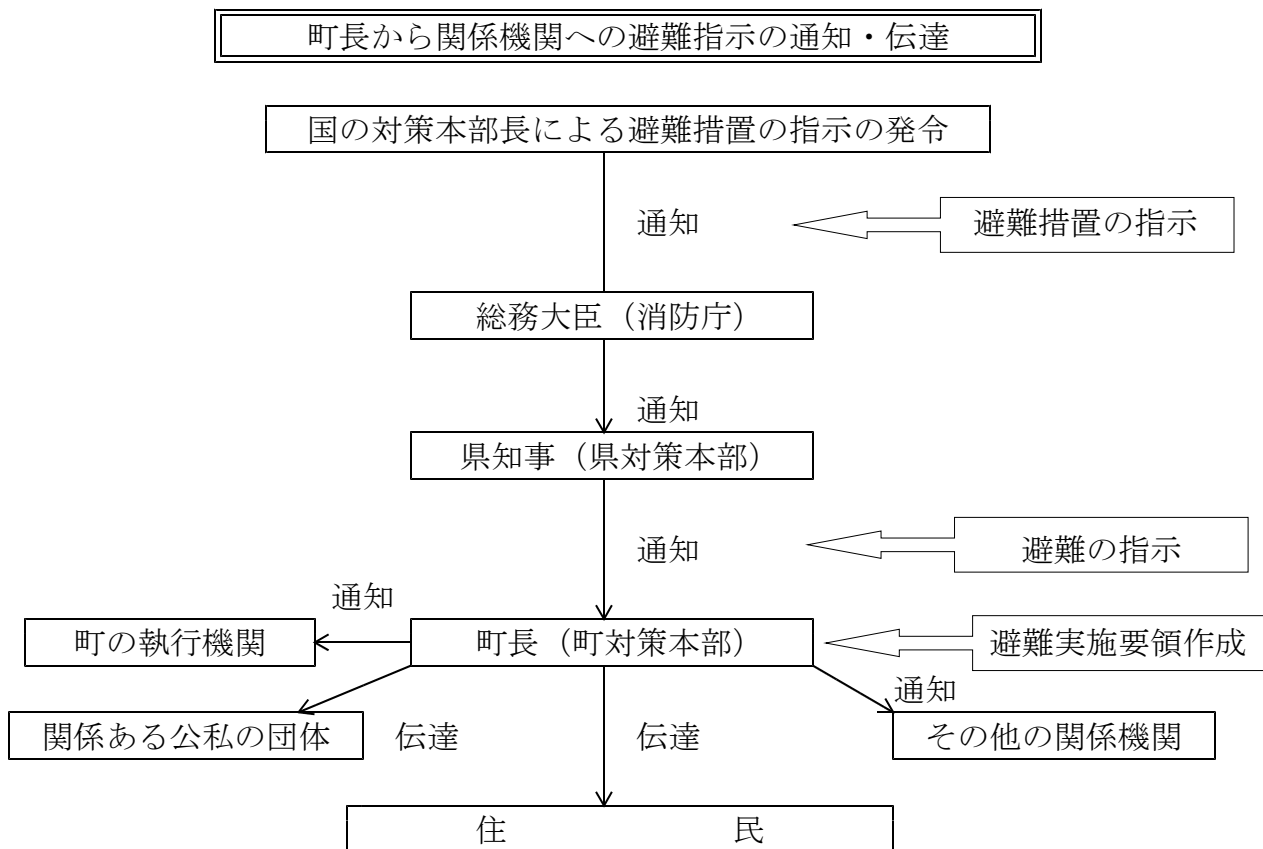 町長から関係機関への避難指示の通知・伝達
国の対策本部長による避難措置の指示の発令
通知
避難措置の指示
総務大臣（消防庁）
通知
県知事（県対策本部）
通知
避難の指示
通知
町の執行機関
町長（町対策本部）
避難実施要領作成
通知
関係ある公私の団体
伝達
伝達
その他の関係機関
住　　　　　　　民